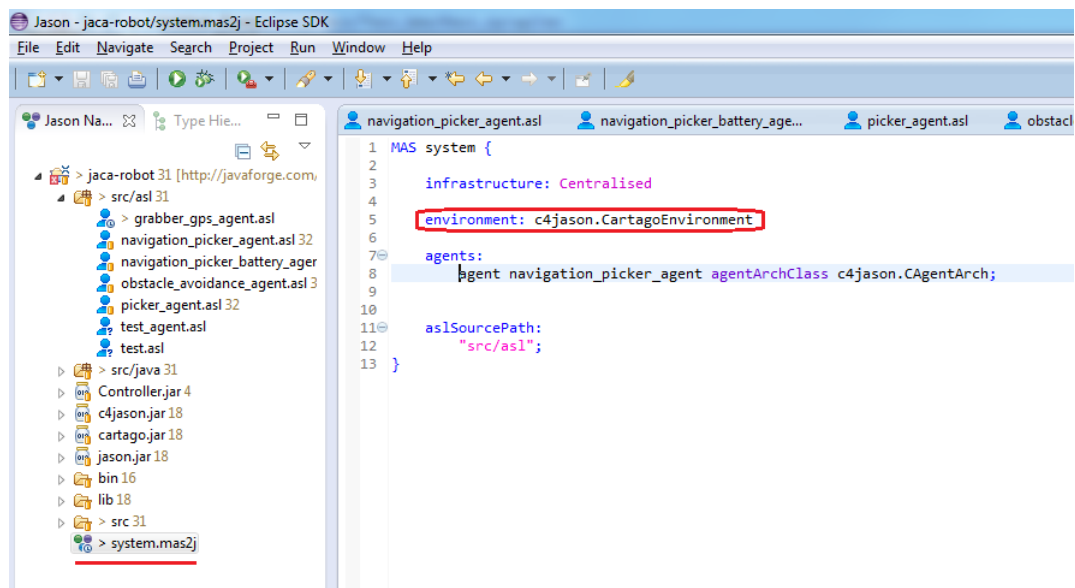 Jason - jaca-robot/system.mas2j - Eclipse SDK
File Edit Navigate Search Project Run Window Help
Jason Na... Type Hie...
> jaca-robot 31 [http://javaforge.com,
> src/asl 31
> grabber_gps_agent.asl
navigation_picker_agent.asl 32
navigation_picker_battery_ager
obstacle_avoidance_agent.asl 3
picker_agent.asl 32
test_agent.asl
test.asl
> src/java 31
Controller.jar 4
c4jason.jar 18
cartago.jar 18
jason.jar 18
bin 16
lib 18
> src 31
> system.mas2j
navigation_picker_agent.asl navigation_picker_battery_age... picker_agent.asl obstacl
1 MAS system {
2
3 infrastructure: Centralised
4
5 environment: c4jason.CartagoEnvironment
6
7 agents:
8 agent navigation_picker_agent agentArchClass c4jason.CAgentArch;
9
10
11 aslSourcePath:
12 "src/asl";
13 }